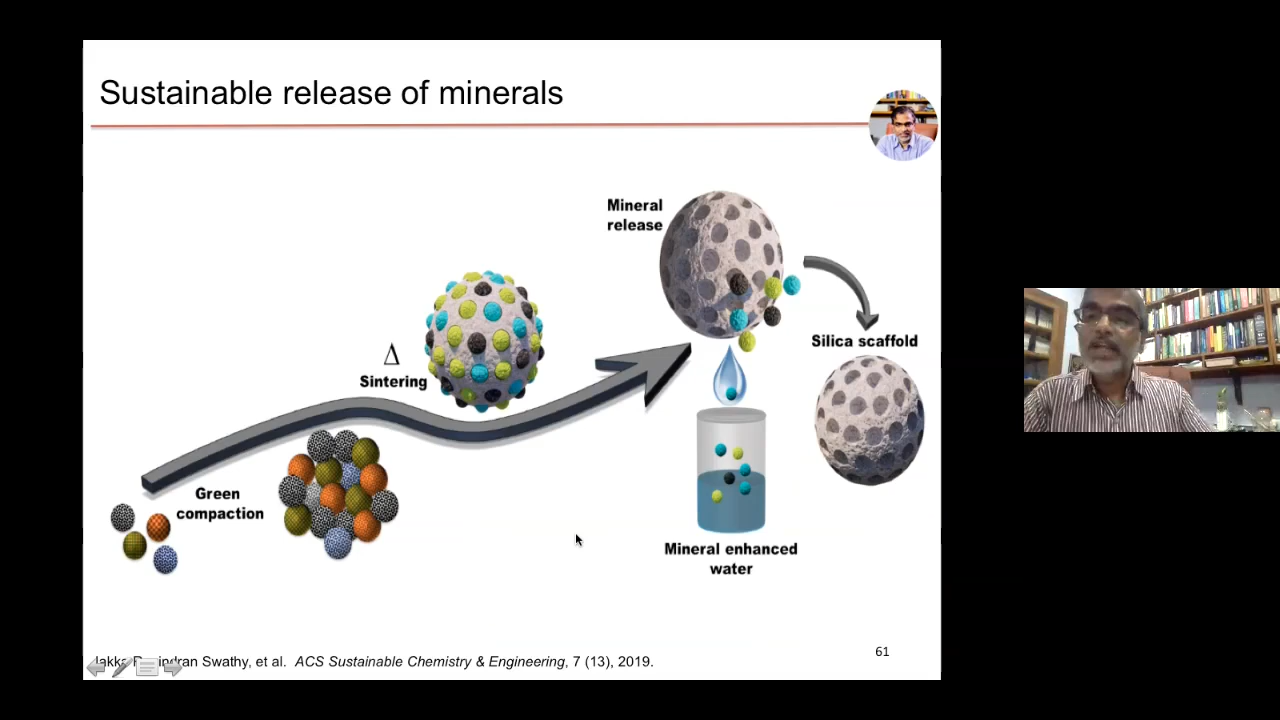 Sustainable release of minerals
Mineral
release
Silica scaffold
Δ
Sintering
Green
compaction
Mineral enhanced
water
Swathy, et al. ACS Sustainable Chemistry & Engineering, 7 (13), 2019.
61